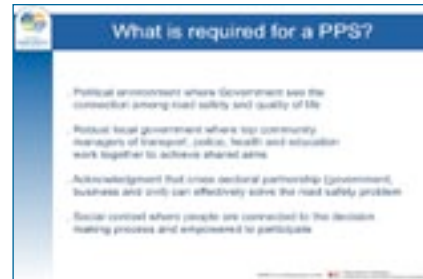 What is required for a PPS?
Political environment where Government see the
connection among road safety and quality of life
Robust local government where top community
managers of transport, police, health and education
work together to achieve shared aims
Acknowledgment that cross sectoral partnership (government,
business and civil) can effectively solve the road safety problem
Social context where people are connected to the decision
making process and empowered to participate